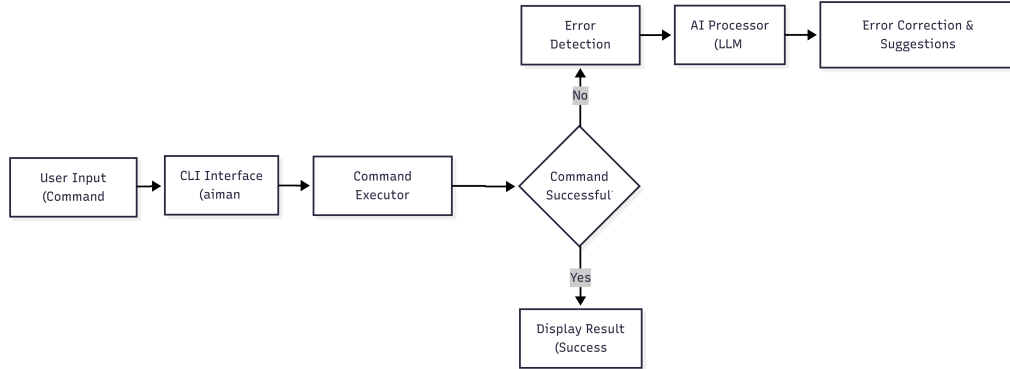 Error
Detection
AI Processor
(LLM
Error Correction &
Suggestions
No
User Input
(Command
CLI Interface
(aiman
Command
Executor
Command
Successful
Yes
Display Result
(Success